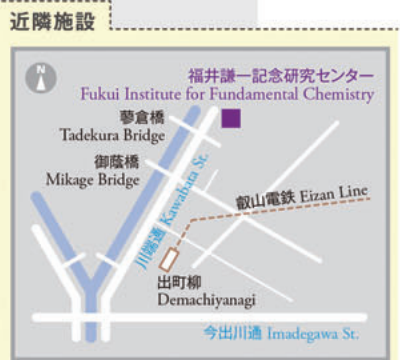 近隣施設
N
福井謙一記念研究センター
Fukui Institute for Fundamental Chemistry
蓼倉橋
Tadekura Bridge
御蔭橋
Mikage Bridge
川端通 Kawabata St.
叡山電鉄 Eizan Line
出町柳
Demachiyanagi
今出川通 Imadegawa St.